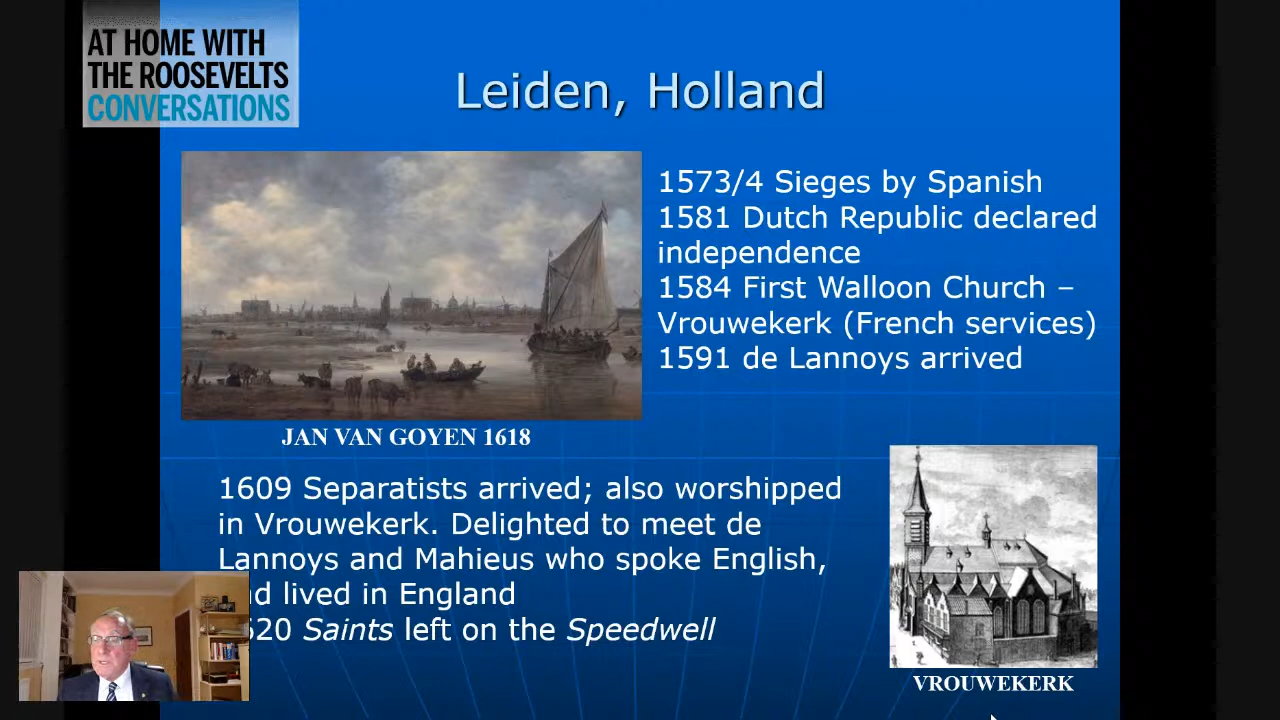 AT HOME WITH
THE ROOSEVELTS
CONVERSATIONS
Leiden, Holland
1573/4 Sieges by Spanish
1581 Dutch Republic declared
independence
1584 First Walloon Church –
Vrouwekerk (French services)
1591 de Lannoys arrived
JAN VAN GOYEN 1618
1609 Separatists arrived; also worshipped
in Vrouwekerk. Delighted to meet de
Lannoys and Mahieus who spoke English,
lived in England
Saints left on the Speedwell
VROUWEKERK